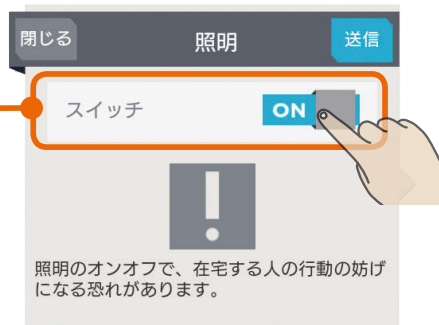 閉じる 照明 送信
スイッチ ON
照明のオンオフで、在宅する人の行動の妨げ
になる恐れがあります。